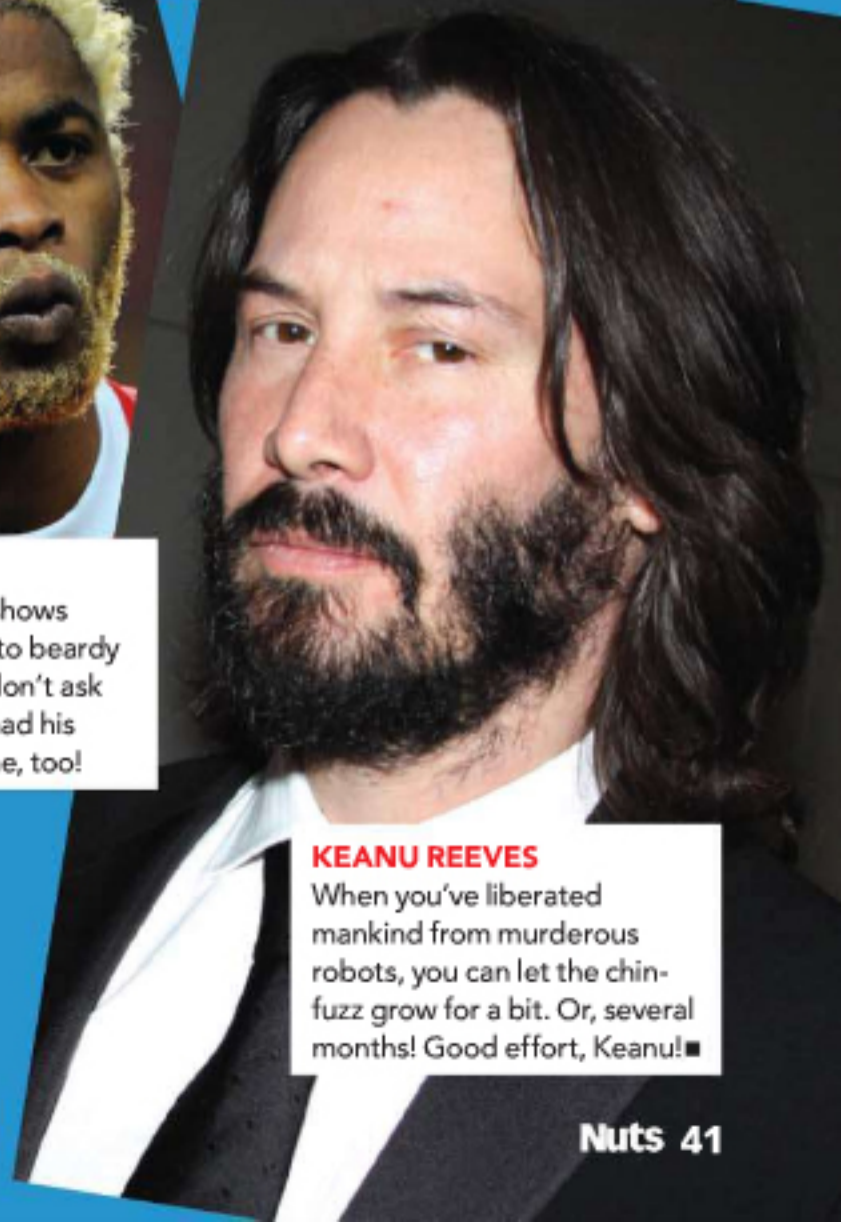 hows
to beardy
lon't ask
ad his
e, too!
KEANU REEVES
When you've liberated
mankind from murderous
robots, you can let the chin-
fuzz grow for a bit. Or, several
months! Good effort, Keanu!■
Nuts 41